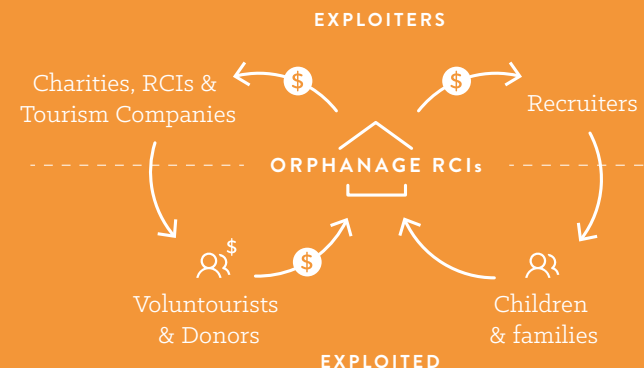 EXPLOITERS
$
$
Charities, RCIs &
Tourism Companies
Recruiters
ORPHANAGE RCIs
$
$
Voluntourists
& Donors
Children
& families
EXPLOITED